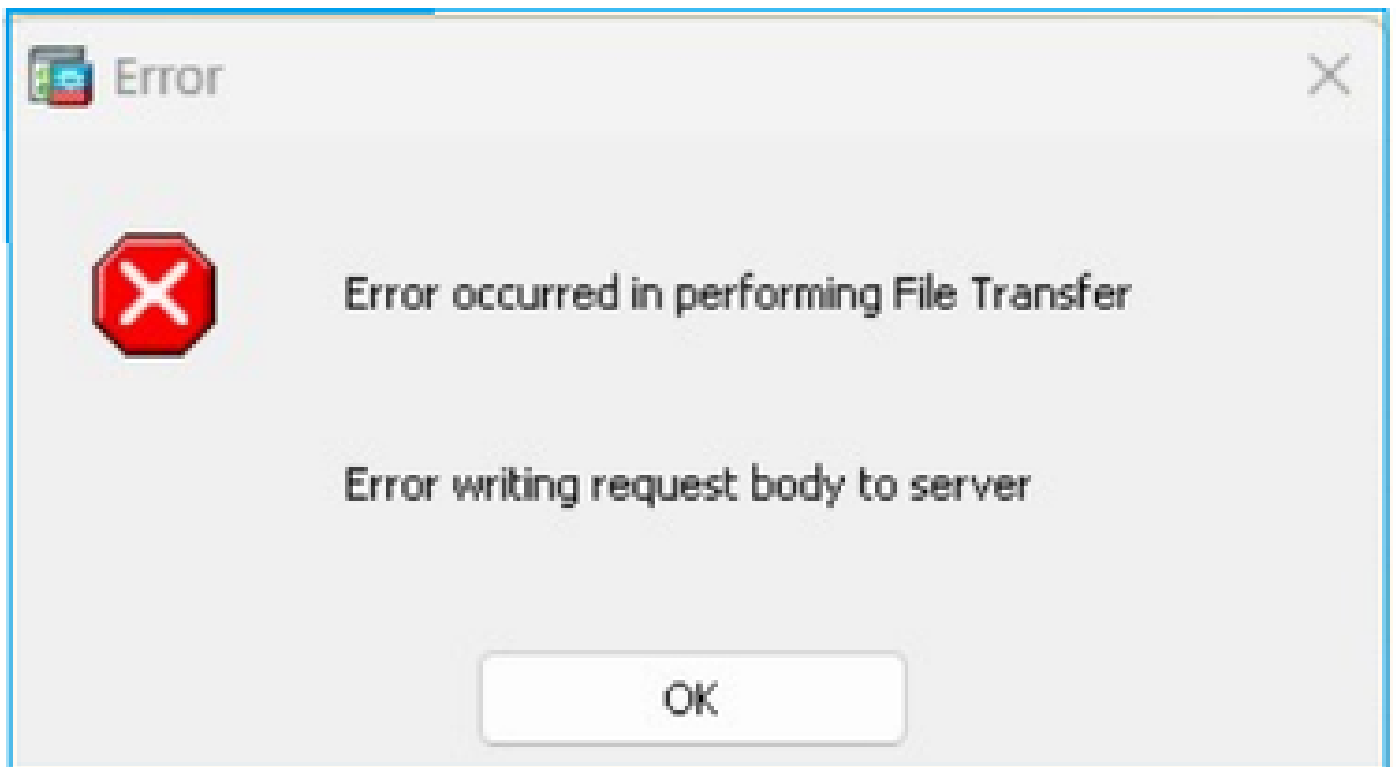 Error
Error occurred in performing File Transfer
Error writing request body to server
OK